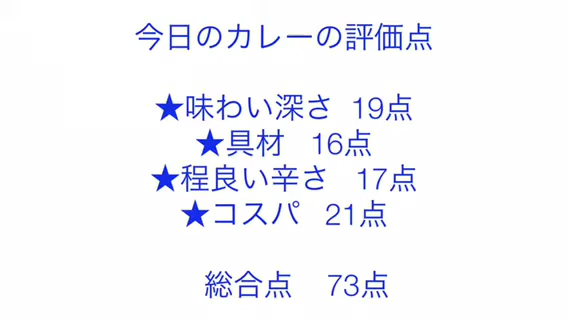 今日のカレーの評価点
★味わい深さ 19点
★具材 16点
★程良い辛さ 17点
★コスパ 21点
総合点 73点